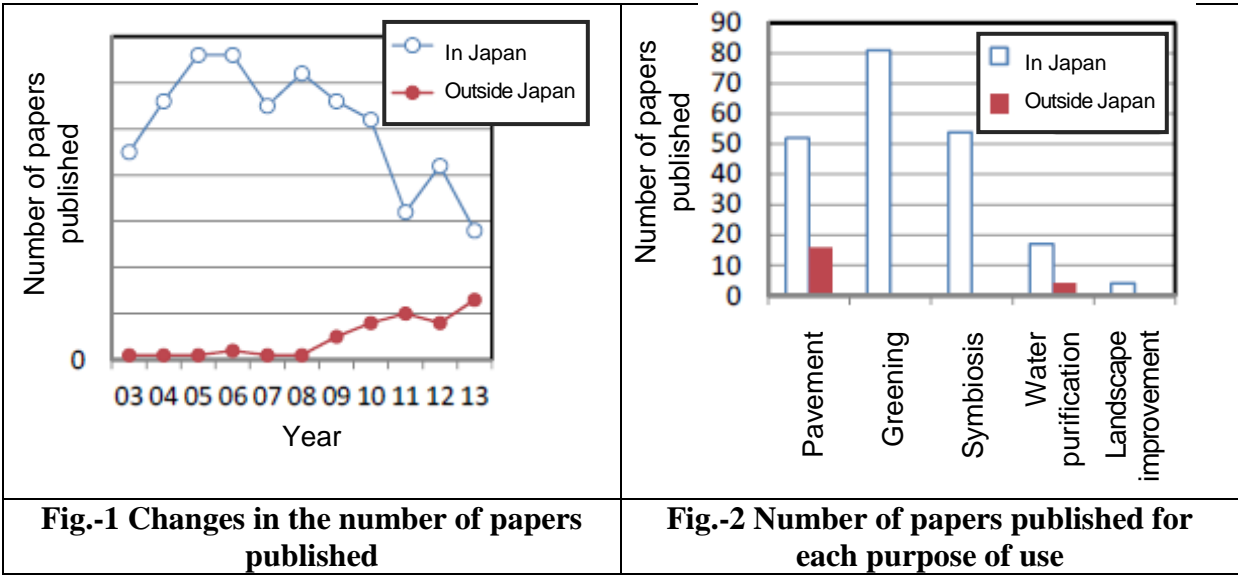 Number of papers
published
In Japan
Outside Japan
0
03 04 05 06 07 08 09 10 11 12 13
Year
Fig.-1 Changes in the number of papers
published
Number of papers
published
90
80
70
60
50
40
30
20
10
0
In Japan
Outside Japan
Pavement
Greening
Symbiosis
Water
purification
Landscape
improvement
Fig.-2 Number of papers published for
each purpose of use